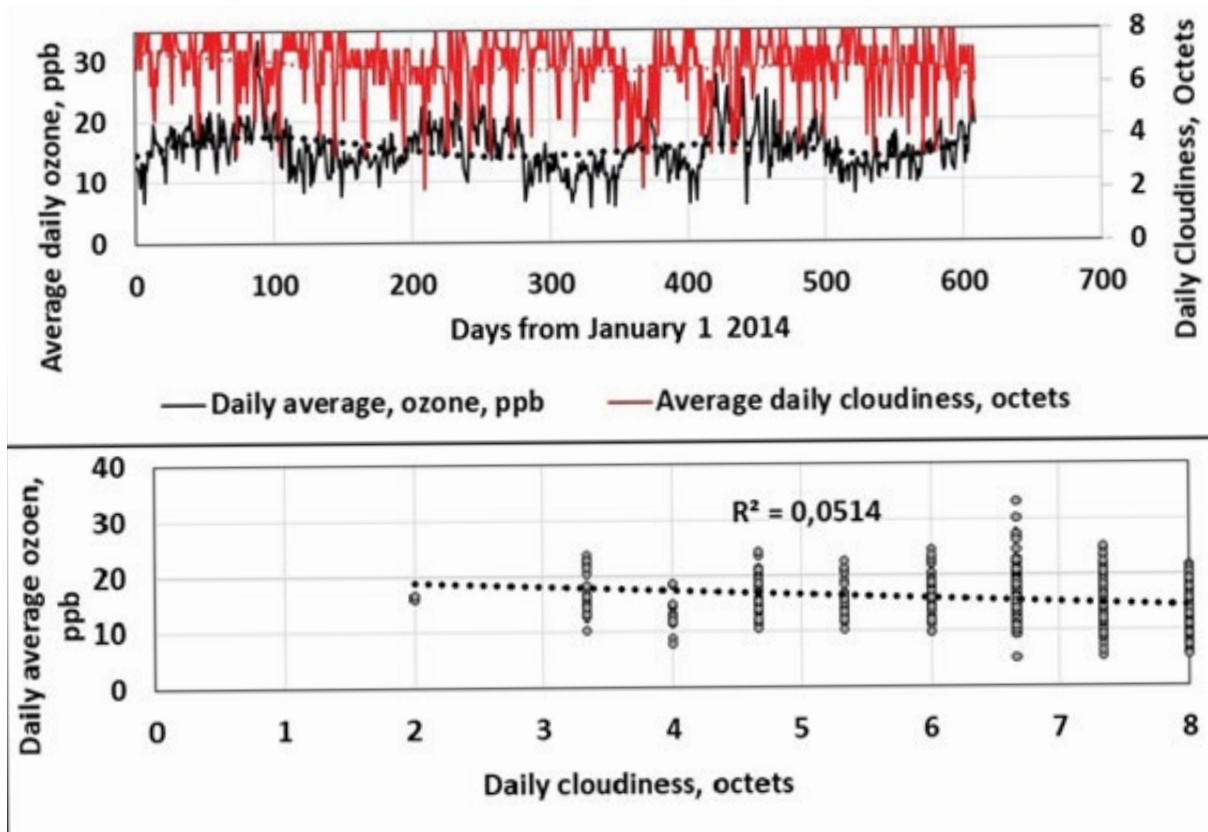 Average daily ozone, ppb
30
20
10
0
8
6
4
2
0
Daily Cloudiness, Octets
0 100 200 300 400 500 600 700
Days from January 1 2014
Daily average, ozone, ppb Average daily cloudiness, octets
Daily average ozoen,
ppb
40
30
20
10
0
R² = 0,0514
0 1 2 3 4 5 6 7 8
Daily cloudiness, octets